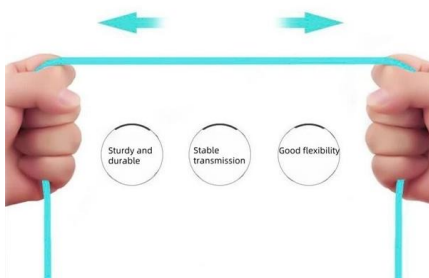 Sturdy and
durable
Stable
transmission
Good flexibility